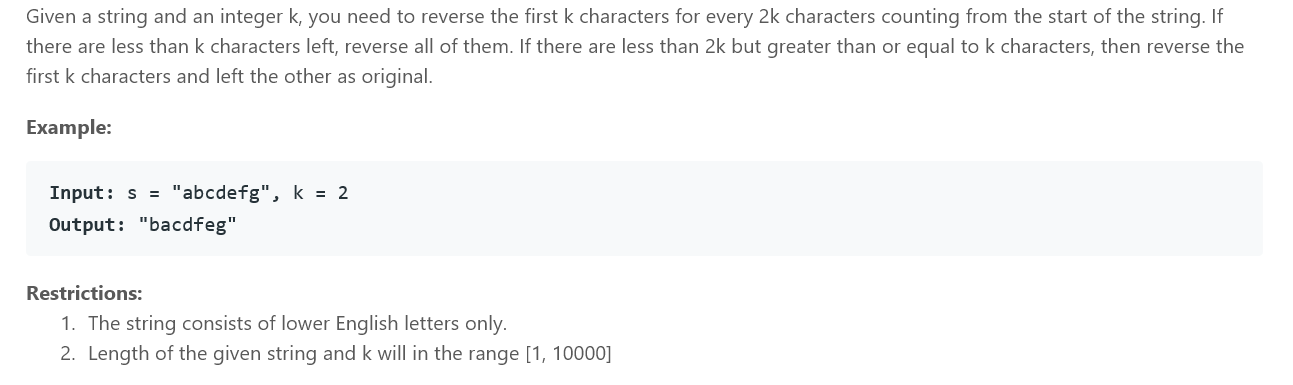 Given a string and an integer k, you need to reverse the first k characters for every 2k characters counting from the start of the string. If
there are less than k characters left, reverse all of them. If there are less than 2k but greater than or equal to k characters, then reverse the
first k characters and left the other as original.
Example:
Input: s = "abcdefg", k = 2
Output: "bacdfeg"
Restrictions:
1. The string consists of lower English letters only.
2. Length of the given string and k will in the range [1, 10000]